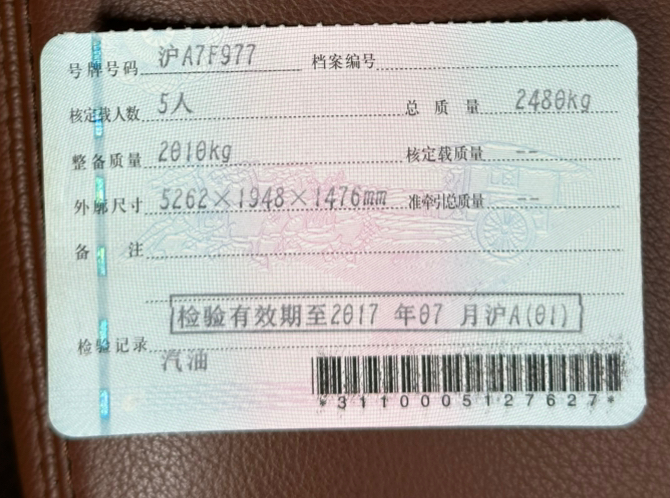 号牌号码 沪A7F977 档案编号
核定载人数 5人 总质量 2480kg
整备质量 2010kg 核定载质量 --
外廓尺寸 5262×1948×1476mm 准牵引总质量 --
备注
检验有效期至2017年07月沪A(01)
检验记录
汽油
*3110005127627*